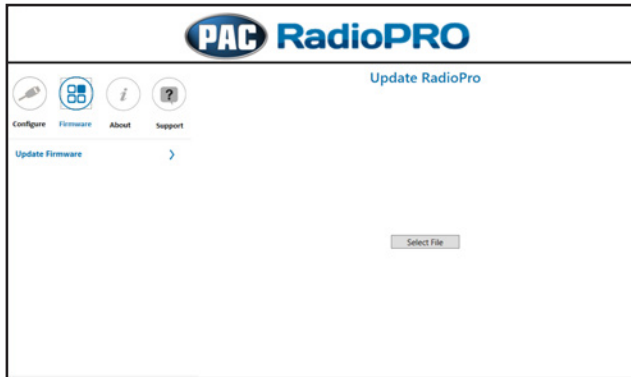 PAC RadioPRO
Update RadioPro
i
?
Configure Firmware About Support
Update Firmware
Select File